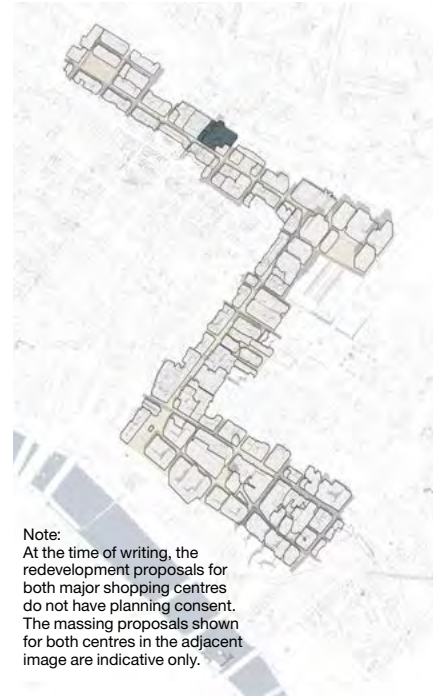 Note:
At the time of writing, the
redevelopment proposals for
both major shopping centres
do not have planning consent.
The massing proposals shown
for both centres in the adjacent
image are indicative only.